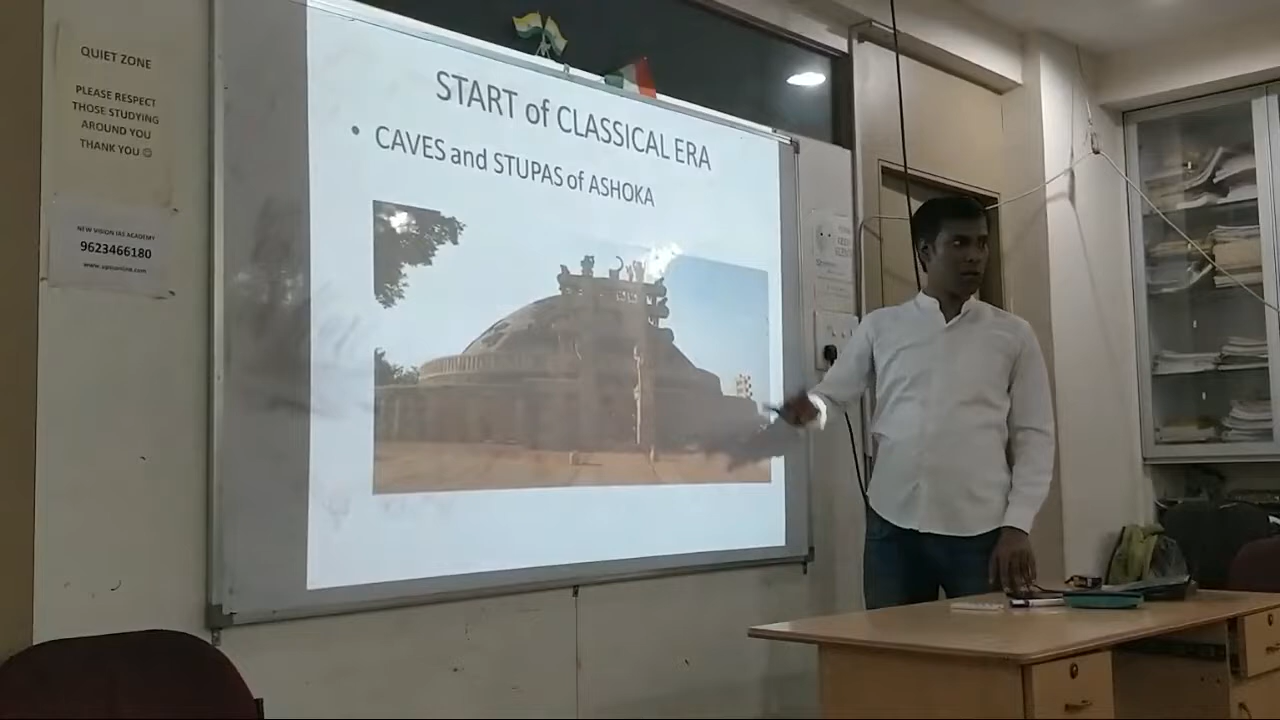 QUIET ZONE
PLEASE RESPECT
THOSE STUDYING
AROUND YOU
THANK YOU ☺
NEW VISION IAS ACADEMY
9623466180
START of CLASSICAL ERA
• CAVES and STUPAS of ASHOKA